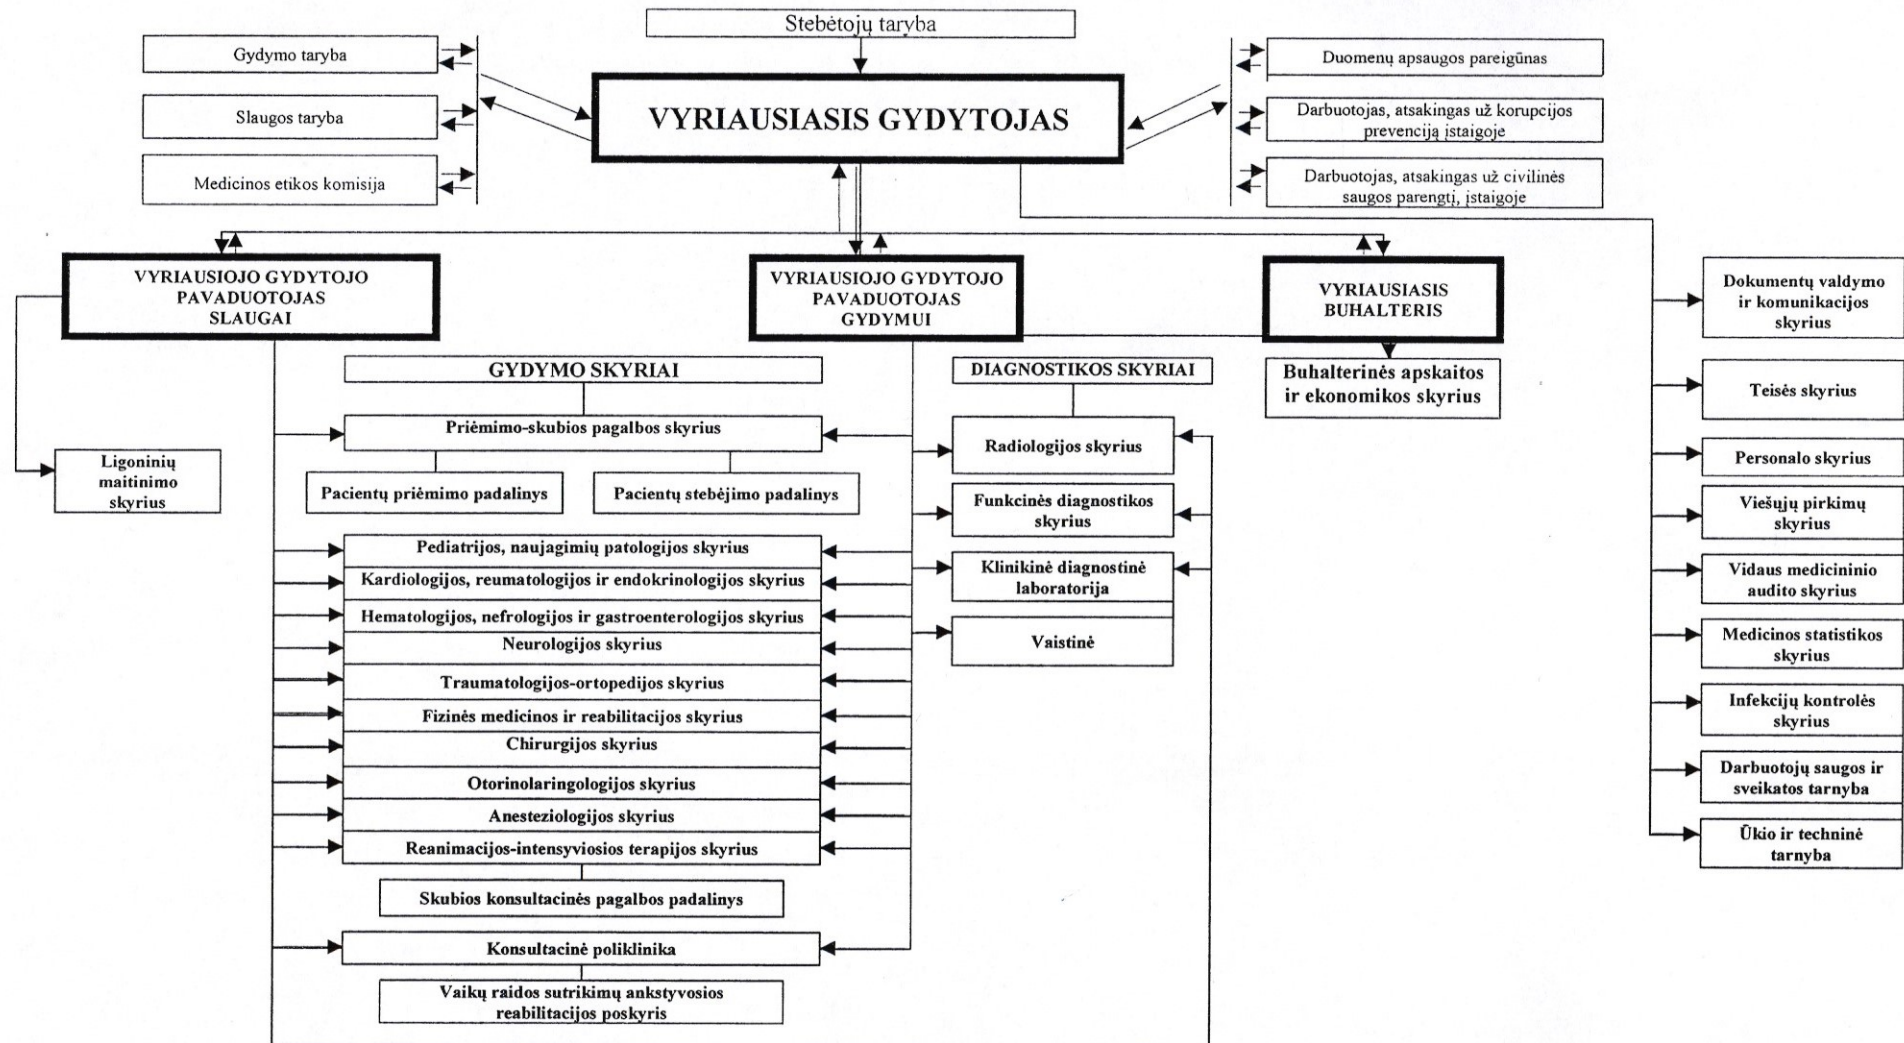 Stebėtojų taryba
Gydymo taryba
Slaugos taryba
Medicinos etikos komisija
VYRIAUSIASIS GYDYTOJAS
Duomenų apsaugos pareigūnas
Darbuotojas, atsakingas už korupcijos
prevenciją įstaigoje
Darbuotojas, atsakingas už civilinės
saugos parengtį, įstaigoje
VYRIAUSIOJO GYDYTOJO
PAVADUOTOJAS
SLAUGAI
VYRIAUSIOJO GYDYTOJO
PAVADUOTOJAS
GYDYMUI
VYRIAUSIASIS
BUHALTERIS
Ligoninių
maitinimo
skyrius
GYDYMO SKYRIAI
Priėmimo-skubios pagalbos skyrius
Pacientų priėmimo padalinys
Pacientų stebėjimo padalinys
Pediatrijos, naujagimių patologijos skyrius
Kardiologijos, reumatologijos ir endokrinologijos skyrius
Hematologijos, nefrologijos ir gastroenterologijos skyrius
Neurologijos skyrius
Traumatologijos-ortopedijos skyrius
Fizinės medicinos ir reabilitacijos skyrius
Chirurgijos skyrius
Otorinolaringologijos skyrius
Anesteziologijos skyrius
Reanimacijos-intensyviosios terapijos skyrius
Skubios konsultacinės pagalbos padalinys
Konsultacinė poliklinika
Vaikų raidos sutrikimų ankstyvosios
reabilitacijos poskyris
DIAGNOSTIKOS SKYRIAI
Radiologijos skyrius
Funkcinės diagnostikos
skyrius
Klinikinė diagnostinė
laboratorija
Vaistinė
Buhalterinės apskaitos
ir ekonomikos skyrius
Dokumentų valdymo
ir komunikacijos
skyrius
Teisės skyrius
Personalo skyrius
Viešųjų pirkimų
skyrius
Vidaus medicininio
audito skyrius
Medicinos statistikos
skyrius
Infekcijų kontrolės
skyrius
Darbuotojų saugos ir
sveikatos tarnyba
Ūkio ir techninė
tarnyba